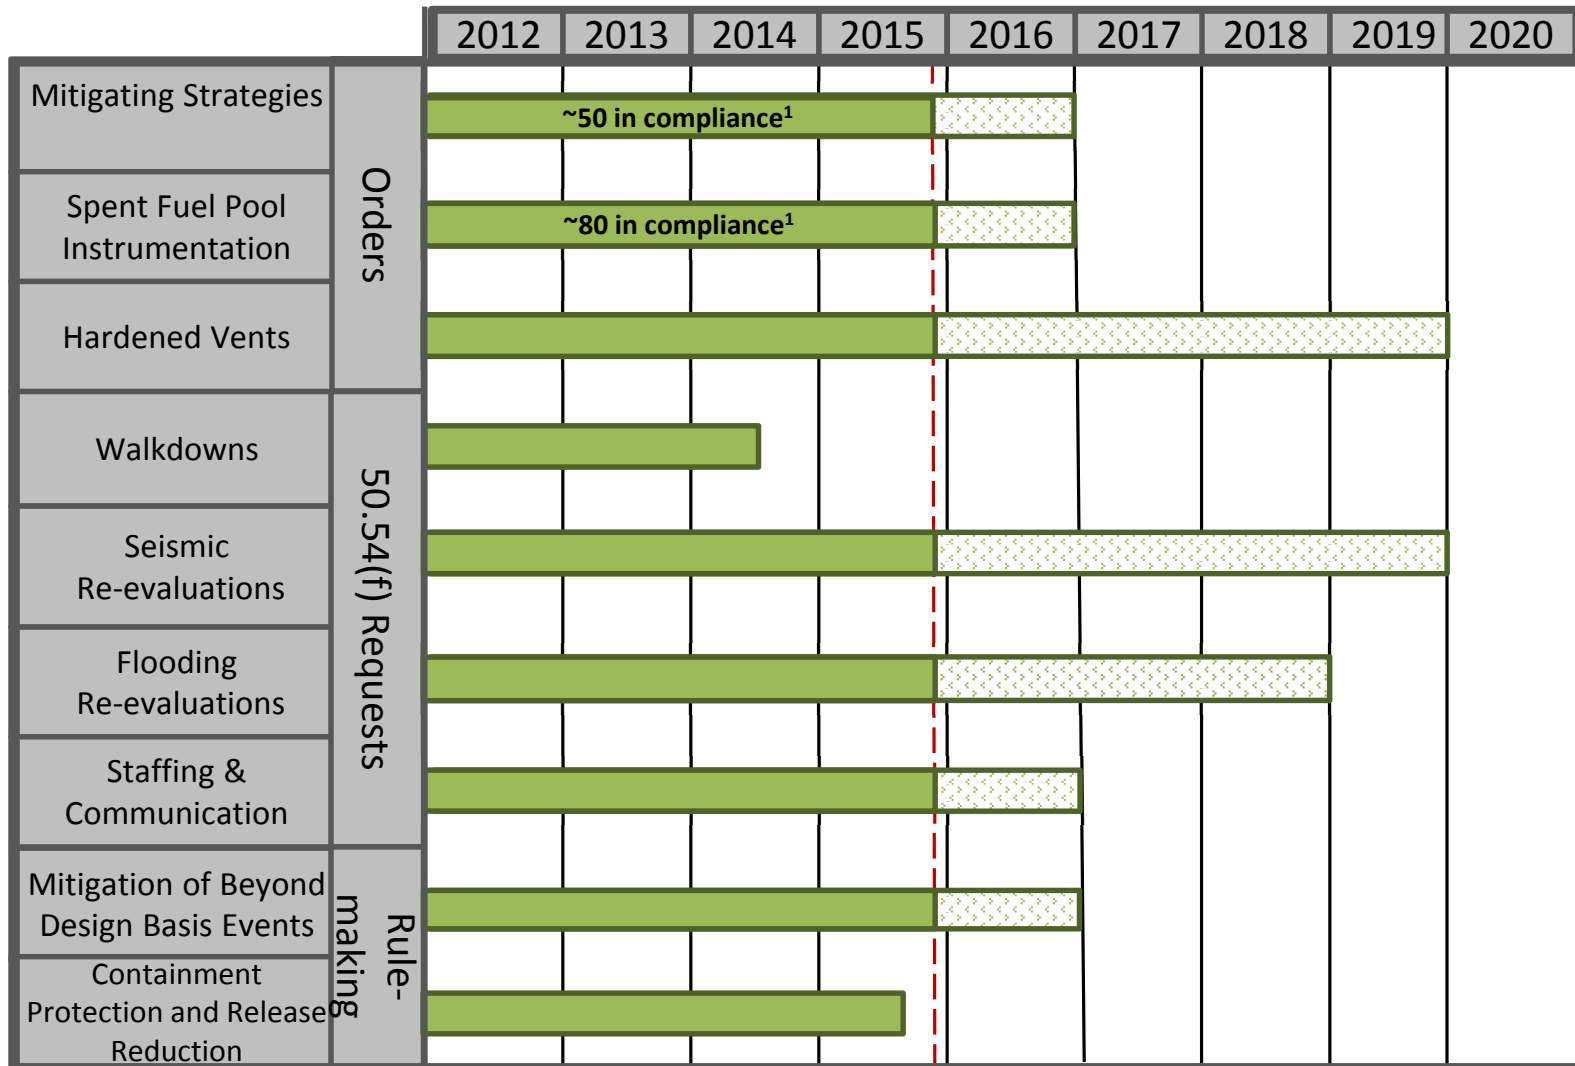 2012 2013 2014 2015 2016 2017 2018 2019 2020
Mitigating Strategies
~50 in compliance1
Orders
Spent Fuel Pool
Instrumentation
~80 in compliance1
Hardened Vents
Walkdowns
50.54(f) Requests
Seismic
Re-evaluations
Flooding
Re-evaluations
Staffing &
Communication
Mitigation of Beyond
Design Basis Events
Rule-
making
Containment
Protection and Release
Reduction